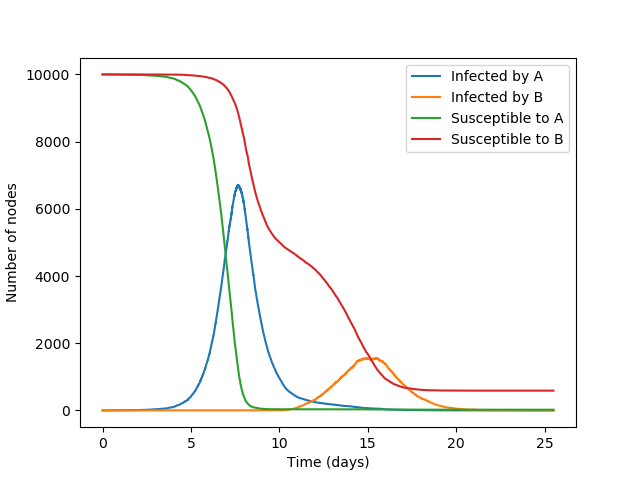 Infected by A
Infected by B
Susceptible to A
Susceptible to B
10000
8000
6000
4000
2000
0
Number of nodes
0 5 10 15 20 25
Time (days)